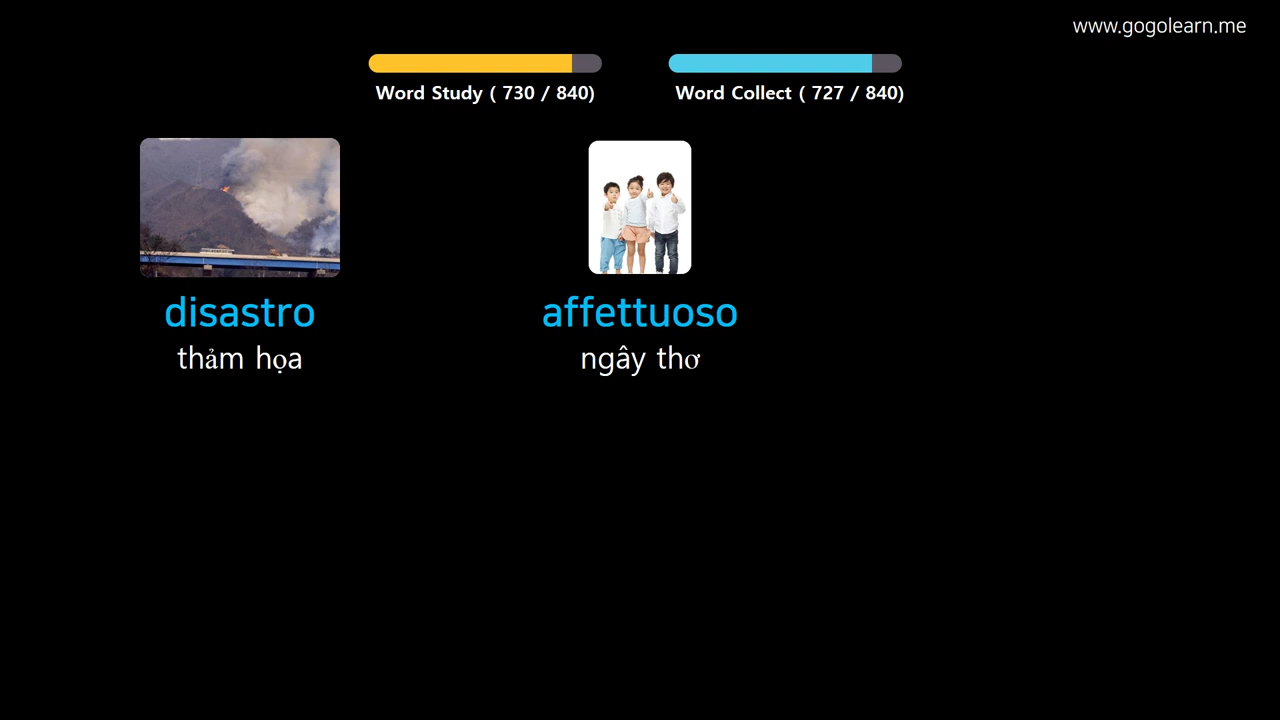 www.gogolearn.me
Word Study ( 730 / 840)
Word Collect ( 727 / 840)
disastro
thảm họa
affettuoso
ngây thơ